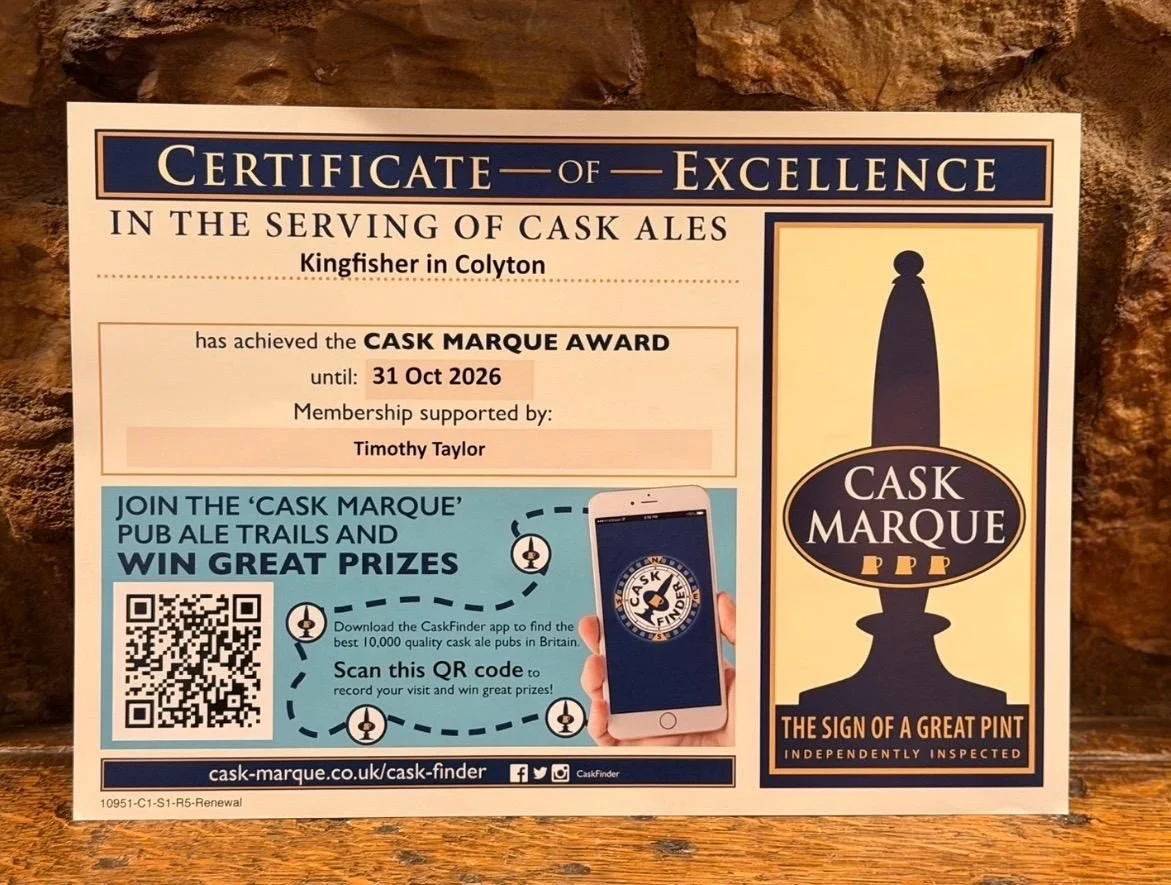 CERTIFICATE — OF — EXCELLENCE
IN THE SERVING OF CASK ALES
Kingfisher in Colyton
has achieved the CASK MARQUE AWARD
until: 31 Oct 2026
Membership supported by:
Timothy Taylor
JOIN THE ‘CASK MARQUE’
PUB ALE TRAILS AND
WIN GREAT PRIZES
Download the CaskFinder app to find the
best 10,000 quality cask ale pubs in Britain.
Scan this QR code to
record your visit and win great prizes!
CASK
FINDER
cask-marque.co.uk/cask-finder
CaskFinder
10951-C1-S1-R5-Renewal
CASK
MARQUE
THE SIGN OF A GREAT PINT
INDEPENDENTLY INSPECTED